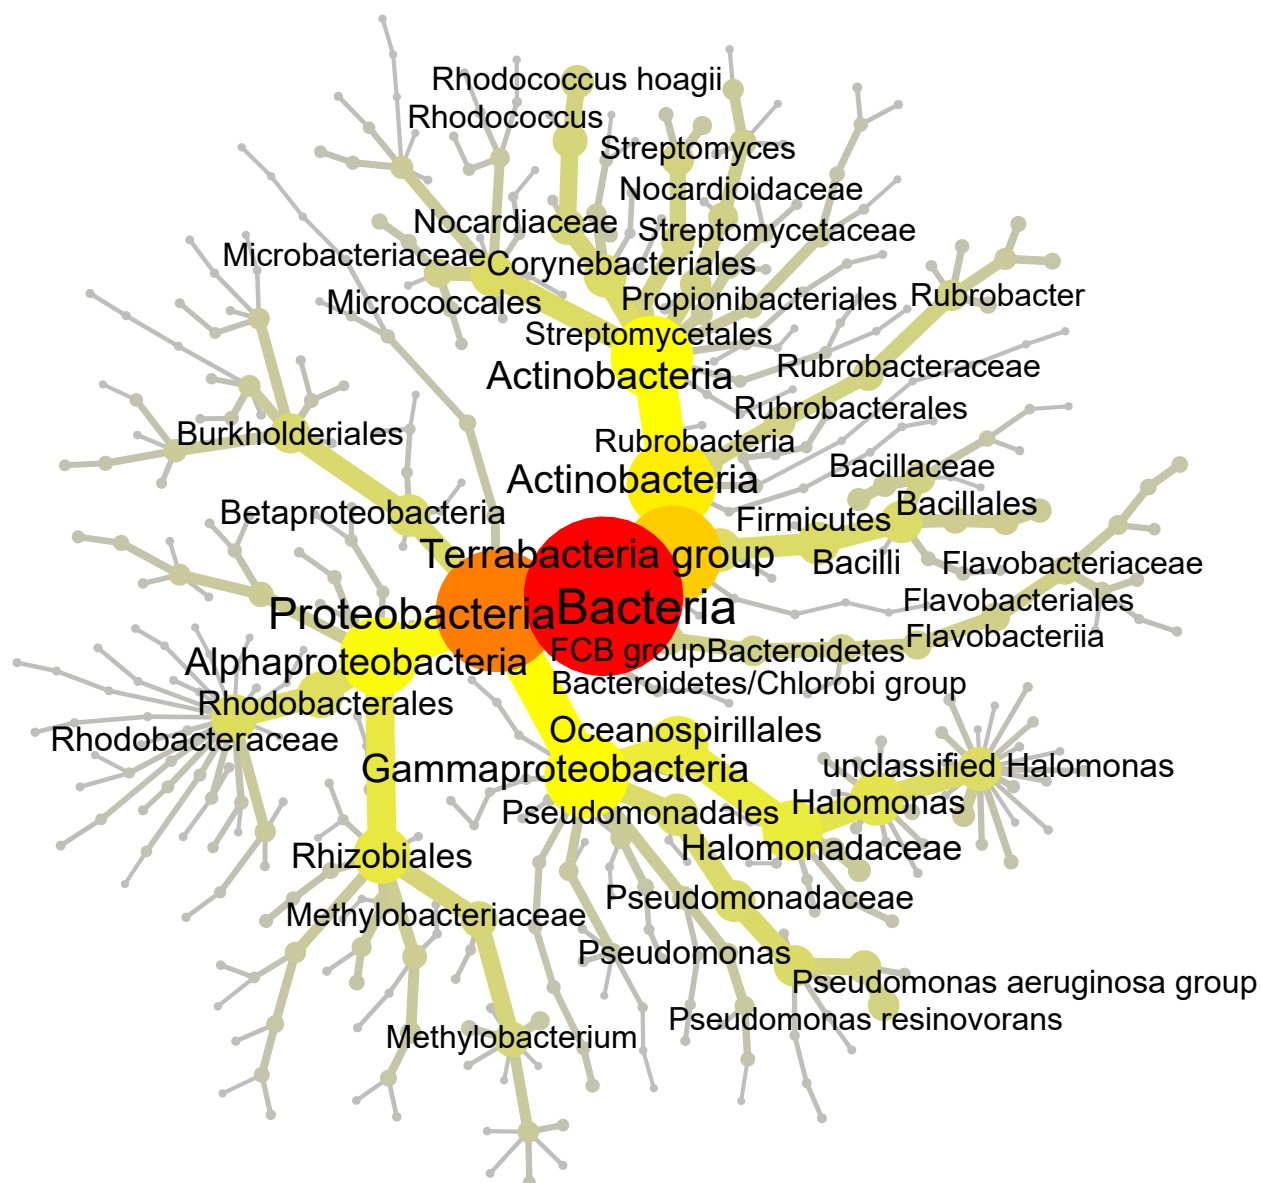 Rhodococcus hoagii
Rhodococcus
Streptomyces
Nocardioidaceae
Nocardiaceae
Streptomycetaceae
Microbacteriaceae
Corynebacteriales
Micrococcales
Propionibacteriales
Rubrobacter
Streptomycetales
Actinobacteria
Rubrobacteraceae
Rubrobacterales
Burkholderiales
Rubrobacteria
Bacillaceae
Actinobacteria
Bacillales
Betaproteobacteria
Firmicutes
Terrabacteria group
Bacilli
Flavobacteriaceae
Flavobacteriales
Proteobacteria
Bacteria
Flavobacteriia
FCB group
Bacteroidetes
Alphaproteobacteria
Bacteroidetes/Chlorobi group
Rhodobacterales
Oceanospirillales
Rhodobacteraceae
Gammaproteobacteria
unclassified Halomonas
Halomonas
Pseudomonadales
Halomonadaceae
Rhizobiales
Pseudomonadaceae
Methylobacteriaceae
Pseudomonas
Pseudomonas aeruginosa group
Pseudomonas resinovorans
Methylobacterium